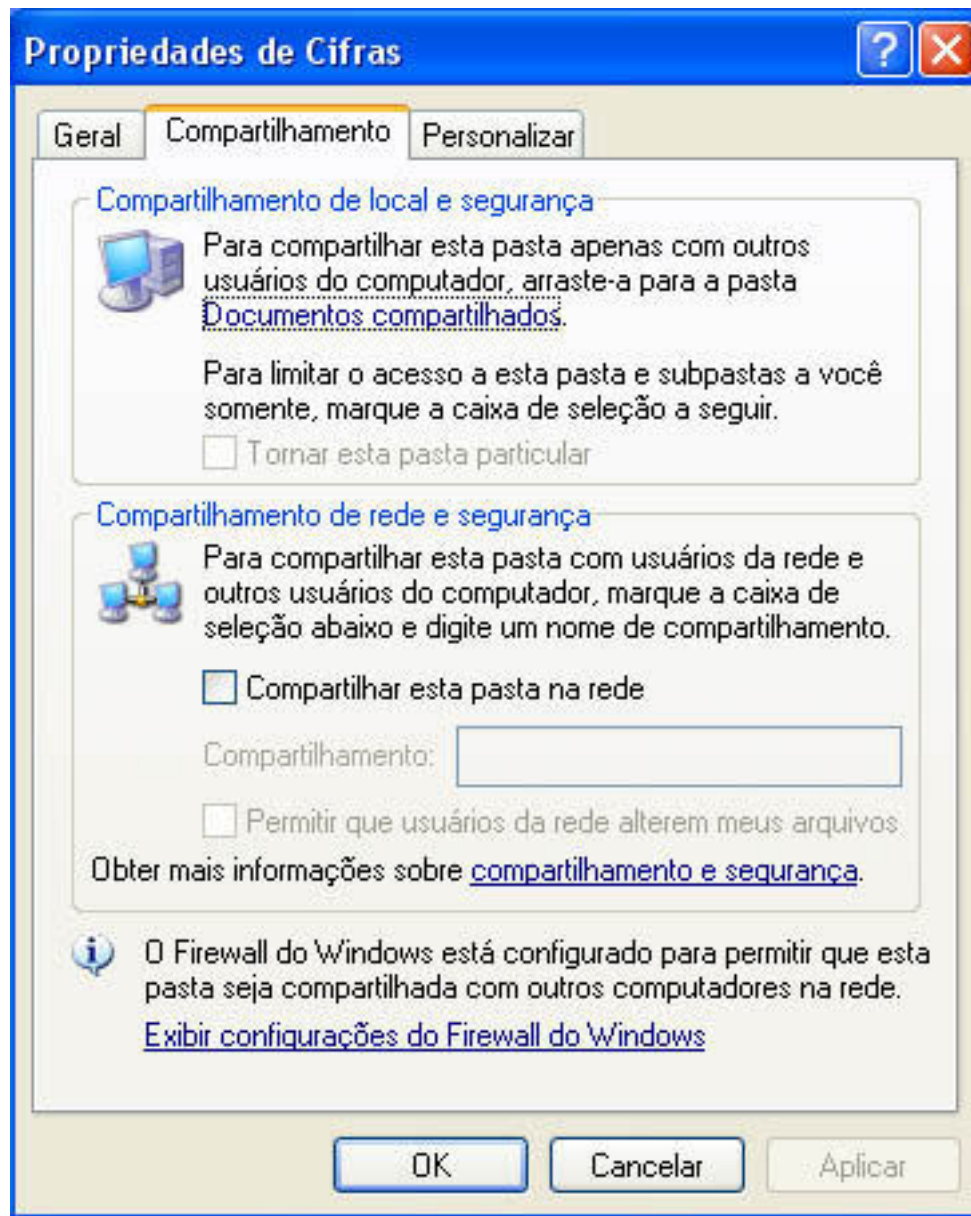 Propriedades de Cifras
Geral
Compartilhamento
Personalizar
Compartilhamento de local e segurança
Para compartilhar esta pasta apenas com outros
usuários do computador, arraste-a para a pasta
Documentos compartilhados.
Para limitar o acesso a esta pasta e subpastas a você
somente, marque a caixa de seleção a seguir.
Tornar esta pasta particular
Compartilhamento de rede e segurança
Para compartilhar esta pasta com usuários da rede e
outros usuários do computador, marque a caixa de
seleção abaixo e digite um nome de compartilhamento.
Compartilhar esta pasta na rede
Compartilhamento:
Permitir que usuários da rede alterem meus arquivos
Obter mais informações sobre compartilhamento e segurança.
O Firewall do Windows está configurado para permitir que esta
pasta seja compartilhada com outros computadores na rede.
Exibir configurações do Firewall do Windows
OK
Cancelar
Aplicar